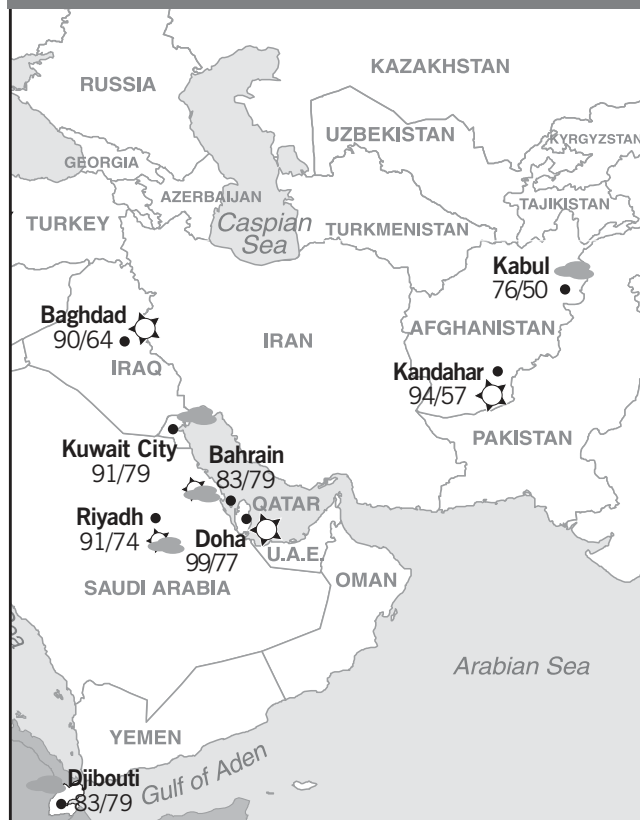 KAZAKHSTAN
RUSSIA
UZBEKISTAN
KYRGYZSTAN
GEORGIA
AZERBAIJAN
TAJIKISTAN
TURKEY
Caspian
Sea
TURKMENISTAN
Kabul
76/50
Baghdad
90/64
IRAQ
IRAN
AFGHANISTAN
Kandahar
94/57
PAKISTAN
Kuwait City
91/79
Bahrain
83/79
QATAR
Riyadh
91/74
Doha
99/77
U.A.E.
SAUDI ARABIA
OMAN
Arabian Sea
YEMEN
Gulf of Aden
Djibouti
83/79